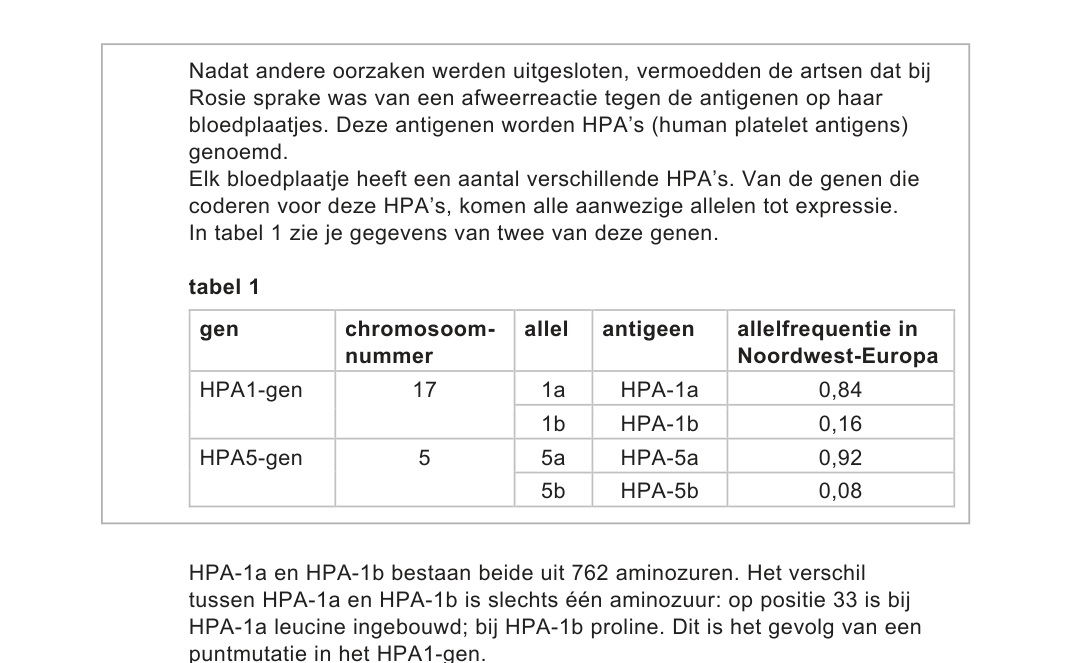 Nadat andere oorzaken werden uitgesloten, vermoedden de artsen dat bij
Rosie sprake was van een afweerreactie tegen de antigenen op haar
bloedplaatjes. Deze antigenen worden HPA's (human platelet antigens)
genoemd.
Elk bloedplaatje heeft een aantal verschillende HPA's. Van de genen die
coderen voor deze HPA's, komen alle aanwezige allelen tot expressie.
In tabel 1 zie je gegevens van twee van deze genen.
tabel 1
gen chromosoom- allel antigeen allelfrequentie in
nummer Noordwest-Europa
HPA1-gen 17 1a HPA-1a 0,84
1b HPA-1b 0,16
HPA5-gen 5 5a HPA-5a 0,92
5b HPA-5b 0,08
HPA-1a en HPA-1b bestaan beide uit 762 aminozuren. Het verschil
tussen HPA-1a en HPA-1b is slechts één aminozuur: op positie 33 is bij
HPA-1a leucine ingebouwd; bij HPA-1b proline. Dit is het gevolg van een
puntmutatie in het HPA1-gen.